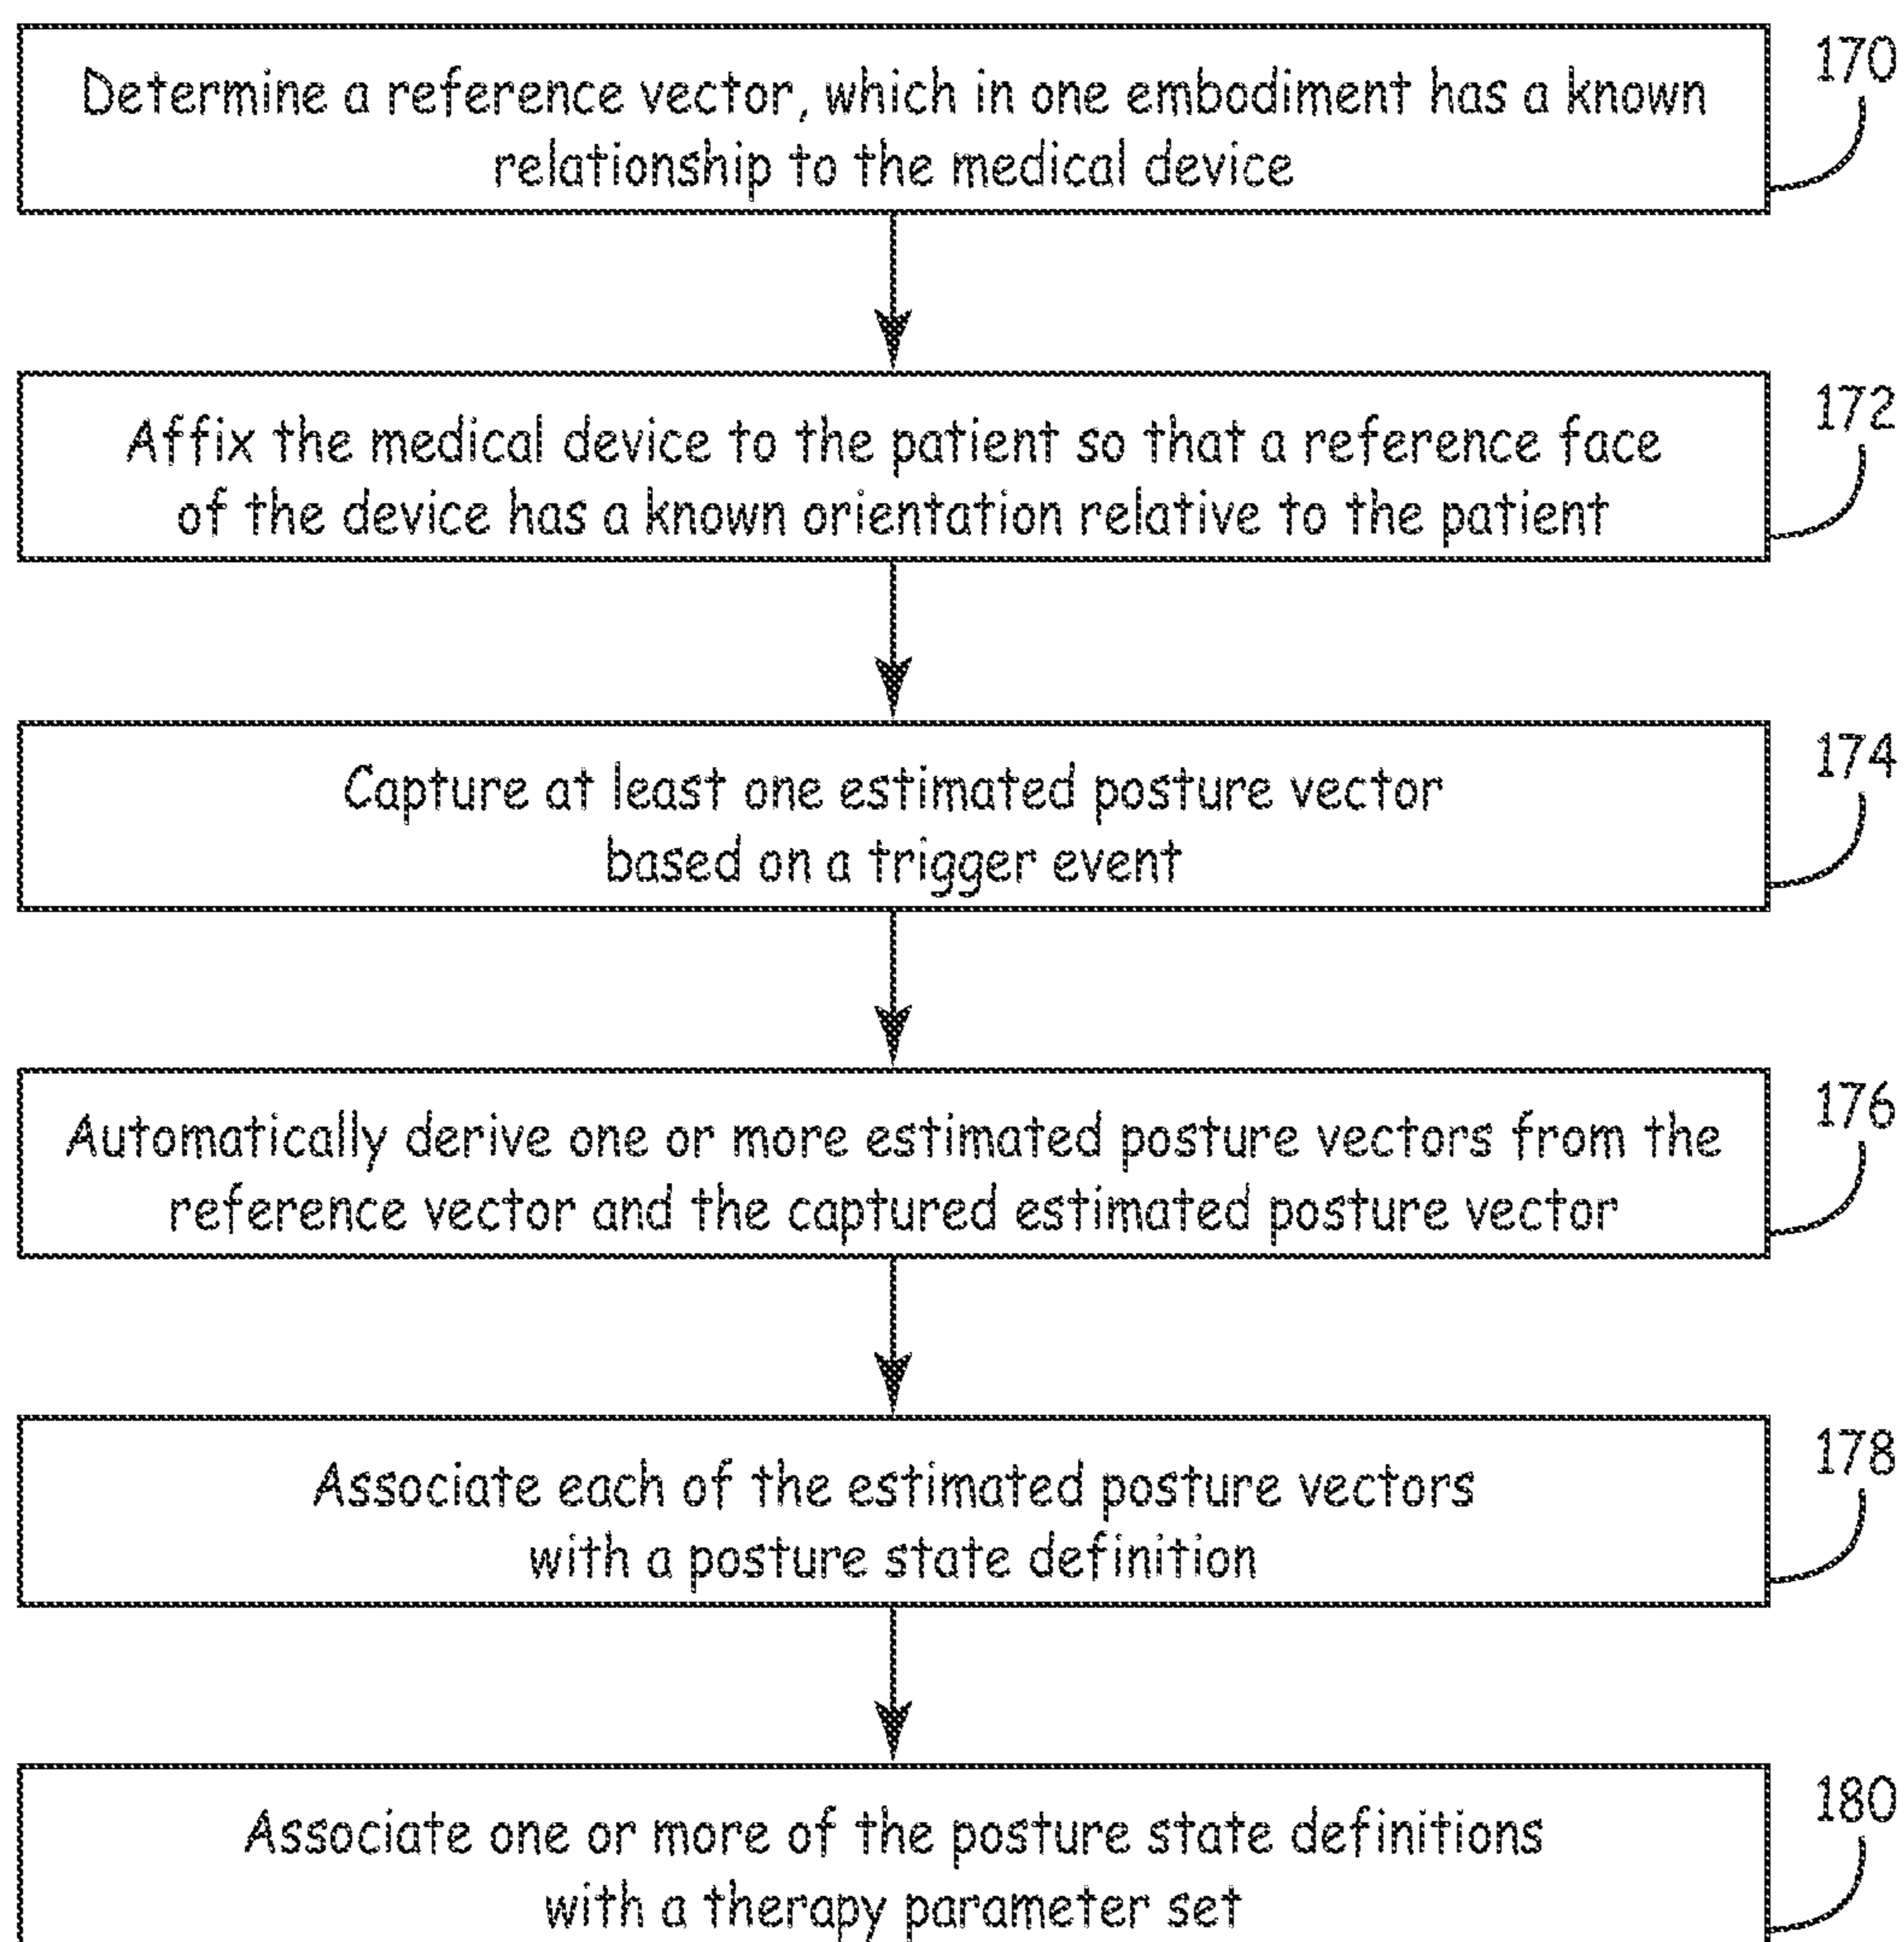 Determine a reference vector, which in one embodiment has a known
relationship to the medical device
170
Affix the medical device to the patient so that a reference face
of the device has a known orientation relative to the patient
172
Capture at least one estimated posture vector
based on a trigger event
174
Automatically derive one or more estimated posture vectors from the
reference vector and the captured estimated posture vector
176
Associate each of the estimated posture vectors
with a posture state definition
178
Associate one or more of the posture state definitions
with a therapy parameter set
180